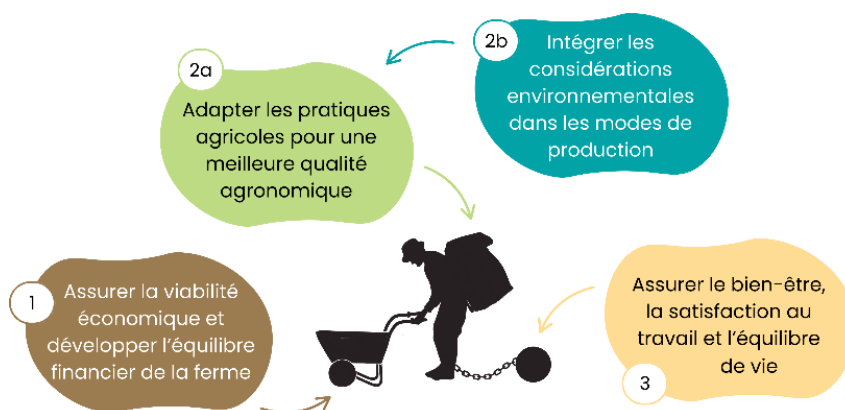 2a
Adapter les pratiques
agricoles pour une
meilleure qualité
agronomique
2b
Intégrer les
considérations
environnementales
dans les modes de
production
1
Assurer la viabilité
économique et
développer l'équilibre
financier de la ferme
Assurer le bien-être,
la satisfaction au
travail et l'équilibre
de vie
3